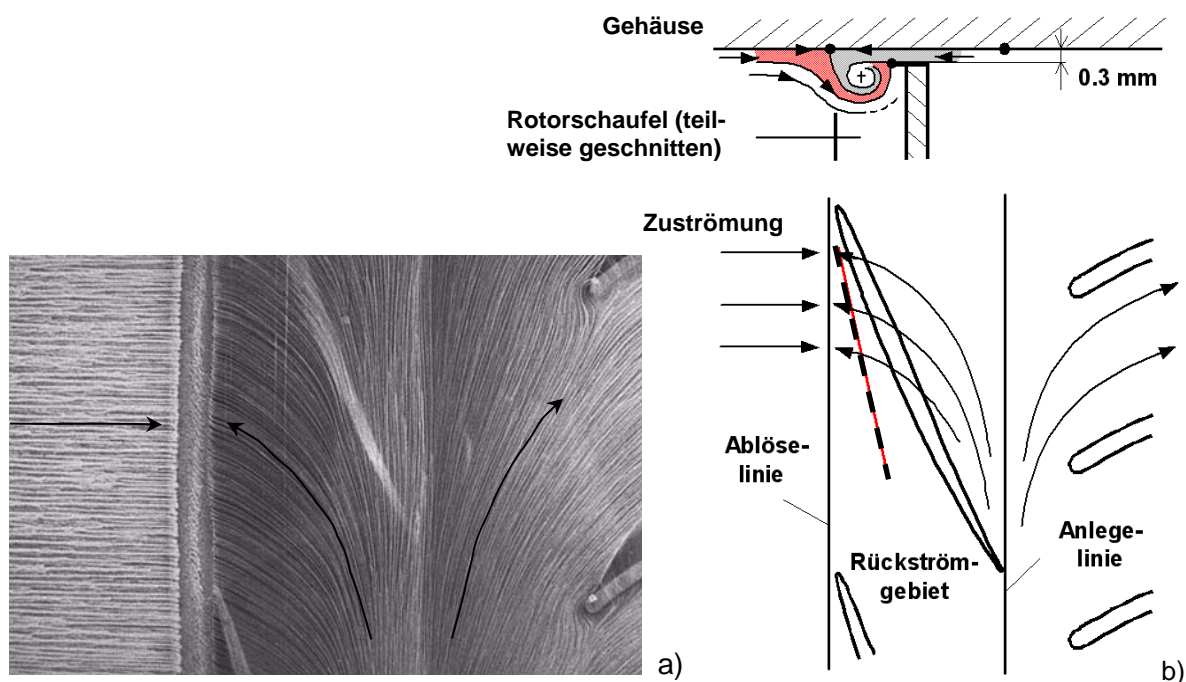 Gehäuse
0.3 mm
Rotorschaufel (teil-
weise geschnitten)
Zuströmung
Ablöse-
linie
Anlege-
linie
Rückström-
gebiet
a)
b)